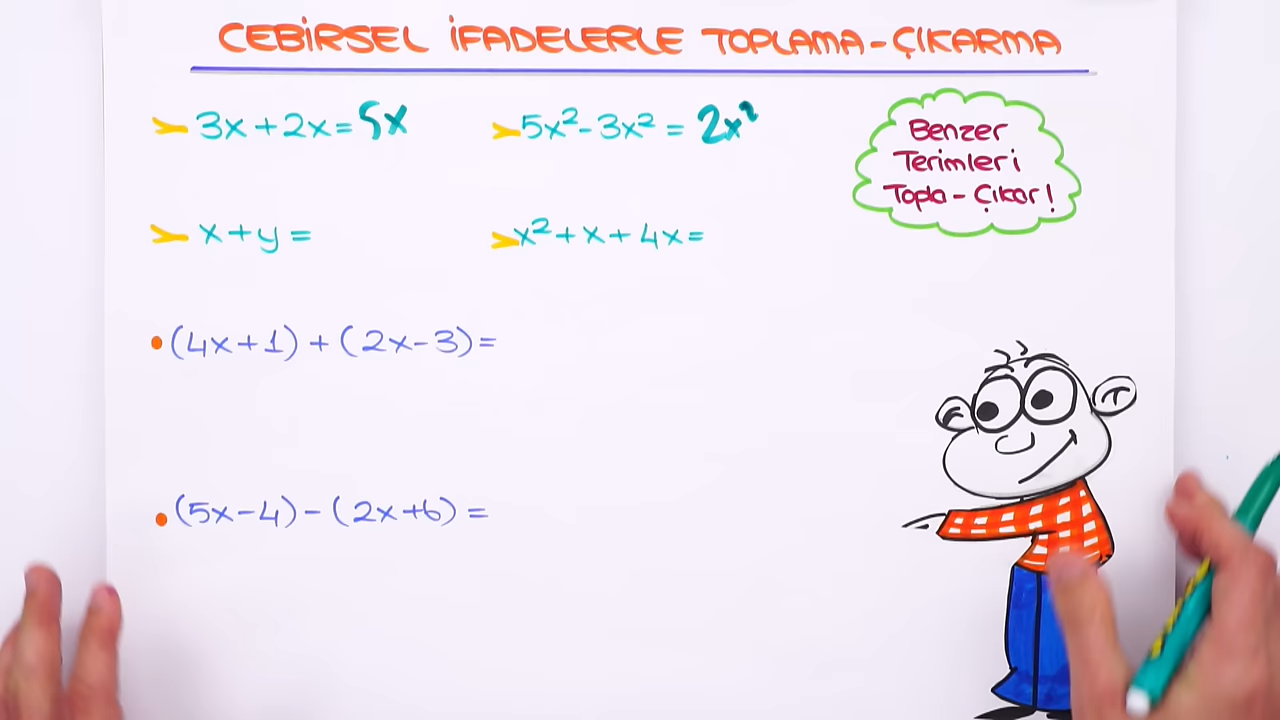 CEBİRSEL İFADELERLE TOPLAMA-ÇIKARMA
3x+2x=5x
5x²-3x²=2x²
Benzer
Terimleri
Topla-Çıkar!
x+y=
x²+x+4x=
(4x+1)+(2x-3)=
(5x-4)-(2x+6)=